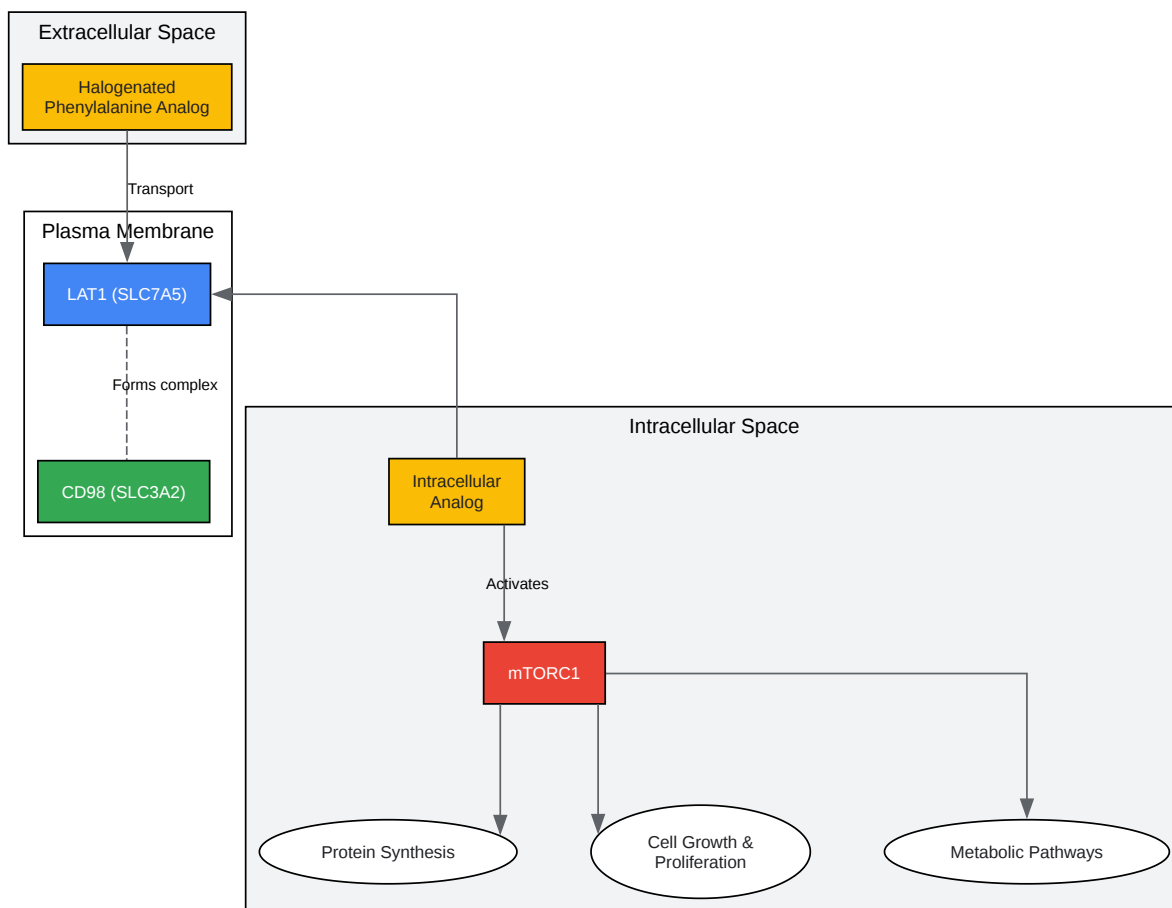 Extracellular Space
Halogenated
Phenylalanine Analog
Transport
Plasma Membrane
LAT1 (SLC7A5)
Forms complex
CD98 (SLC3A2)
Intracellular Space
Intracellular
Analog
Activates
mTORC1
Protein Synthesis
Cell Growth &
Proliferation
Metabolic Pathways